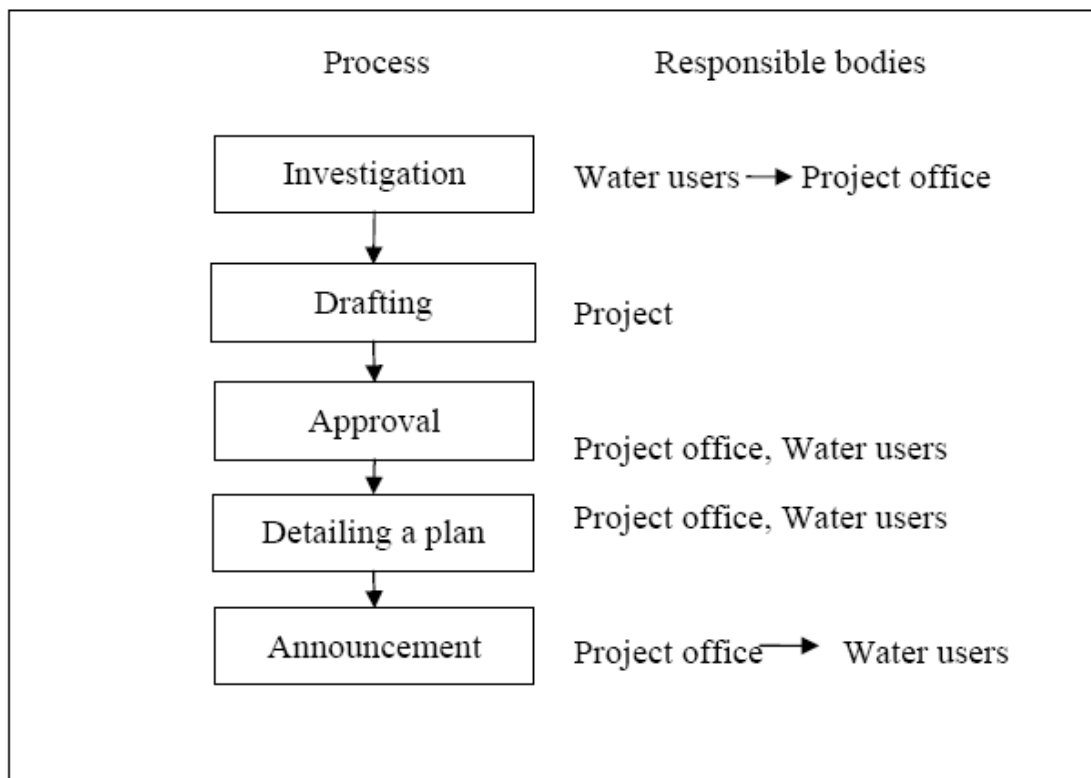 Process Responsible bodies
Investigation Water users → Project office
Drafting Project
Approval Project office, Water users
Detailing a plan Project office, Water users
Announcement Project office → Water users